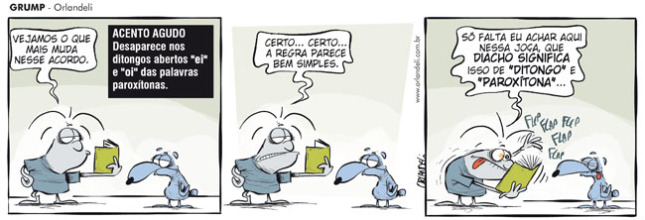 GRUMP - Orlandeli
VEJAMOS O QUE
MAIS MUDA
NESSE ACORDO.
ACENTO AGUDO
Desaparece nos
ditongos abertos "ei"
e "oi" das palavras
paroxítonas.
CERTO... CERTO...
A REGRA PARECE
BEM SIMPLES.
www.orlandeli.com.br
SÓ FALTA EU ACHAR AQUI
NESSA JOÇA, QUE
DIACHO SIGNIFICA
ISSO DE "DITONGO" E
"PAROXÍTONA"...
FLEP
FLAP FLEP
FLAP
FLAP